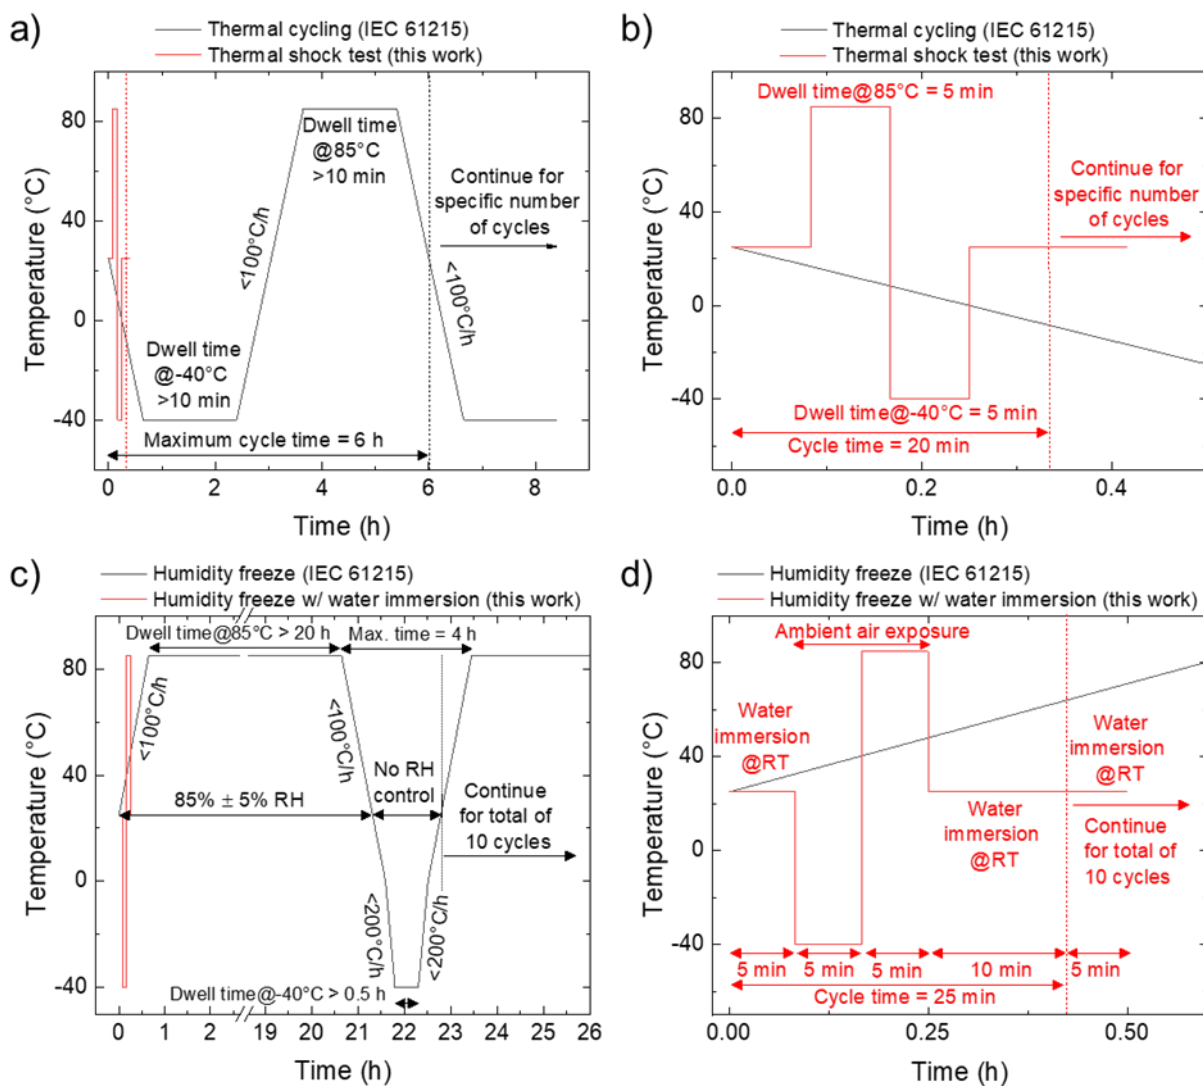 a)
Thermal cycling (IEC 61215)
Thermal shock test (this work)
Temperature (°C)
80
40
0
-40
Dwell time
@85°C
>10 min
Continue for
specific number
of cycles
<100°C/h
<100°C/h
Dwell time
@-40°C
>10 min
Maximum cycle time = 6 h
0
2
4
6
8
Time (h)
b)
Thermal cycling (IEC 61215)
Thermal shock test (this work)
Temperature (°C)
80
40
0
-40
Dwell time@85°C = 5 min
Continue for
specific number
of cycles
Dwell time@-40°C = 5 min
Cycle time = 20 min
0.0
0.2
0.4
Time (h)
c)
Humidity freeze (IEC 61215)
Humidity freeze w/ water immersion (this work)
Temperature (°C)
80
40
0
-40
Dwell time@85°C > 20 h
Max. time = 4 h
<100°C/h
<100°C/h
No RH
control
85% ± 5% RH
Continue
for total of
10 cycles
<200°C/h
<200°C/h
Dwell time@-40°C > 0.5 h
0
1
2
19
20
21
22
23
24
25
26
Time (h)
d)
Humidity freeze (IEC 61215)
Humidity freeze w/ water immersion (this work)
Temperature (°C)
80
40
0
-40
Ambient air exposure
Water
immersion
@RT
Water
immersion
@RT
Water
immersion
@RT
Continue
for total of
10 cycles
5 min
5 min
5 min
10 min
5 min
Cycle time = 25 min
0.00
0.25
0.50
Time (h)